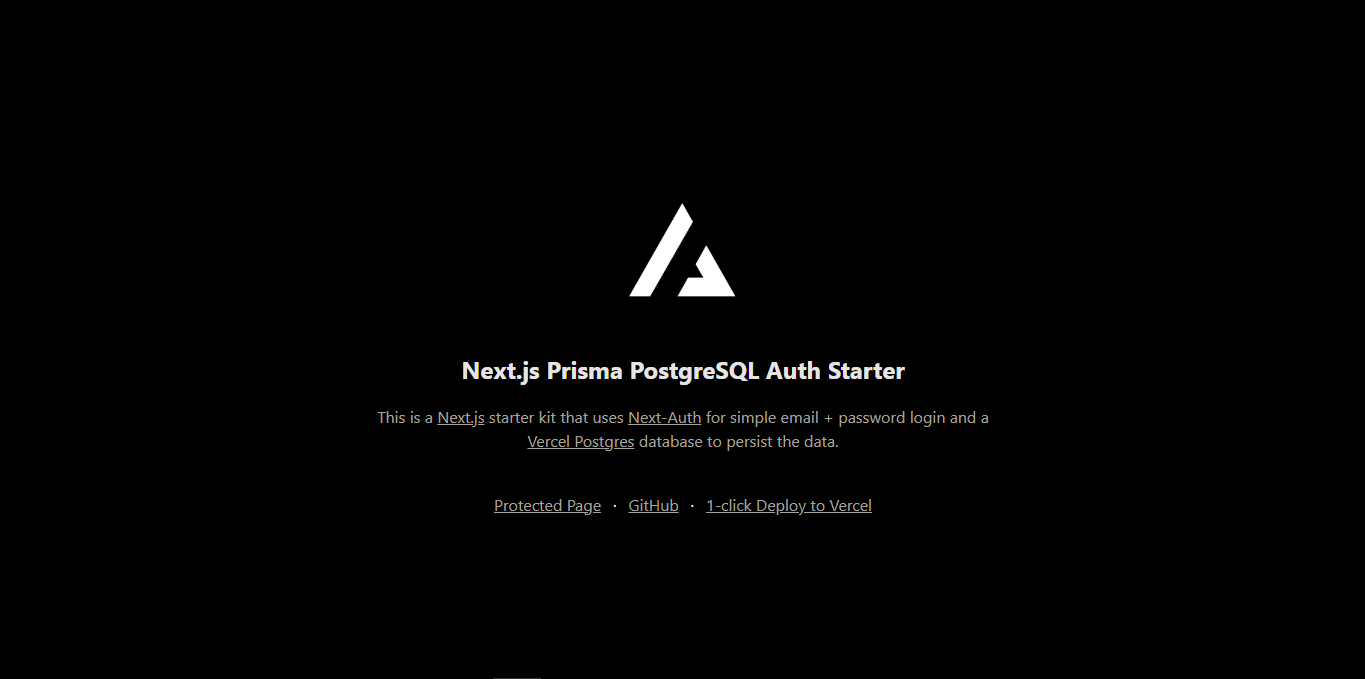 Next.js Prisma PostgreSQL Auth Starter
This is a Next.js starter kit that uses Next-Auth for simple email + password login and a
Vercel Postgres database to persist the data.
Protected Page · GitHub · 1-click Deploy to Vercel